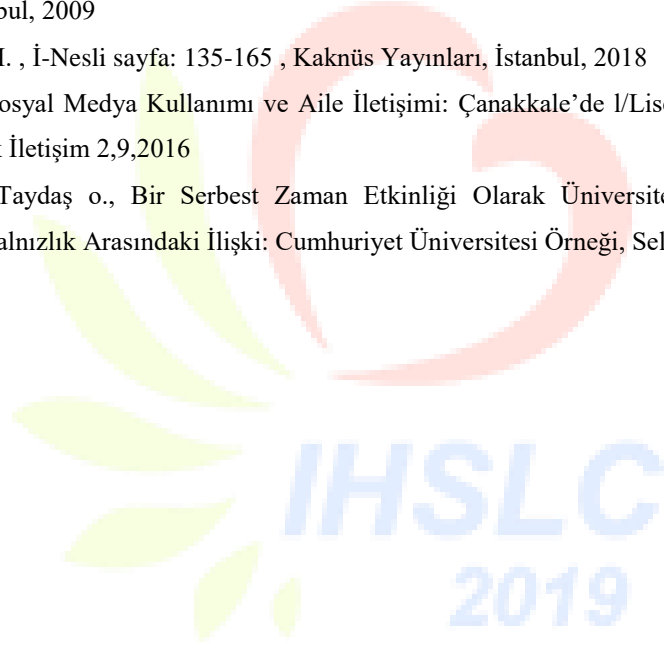 bul, 2009
I. , İ-Nesli sayfa: 135-165 , Kaknüs Yayınları, İstanbul, 2018
osyal Medya Kullanımı ve Aile İletişimi: Çanakkale’de l/Lise
k İletişim 2,9,2016
Taydaş o., Bir Serbest Zaman Etkinliği Olarak Üniversite
alnızlık Arasındaki İlişki: Cumhuriyet Üniversitesi Örneği, Sel
IHSLC
2019